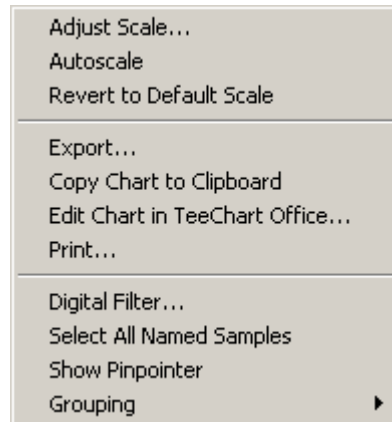 Adjust Scale...
Autoscale
Revert to Default Scale
Export...
Copy Chart to Clipboard
Edit Chart in TeeChart Office...
Print...
Digital Filter...
Select All Named Samples
Show Pinpointer
Grouping